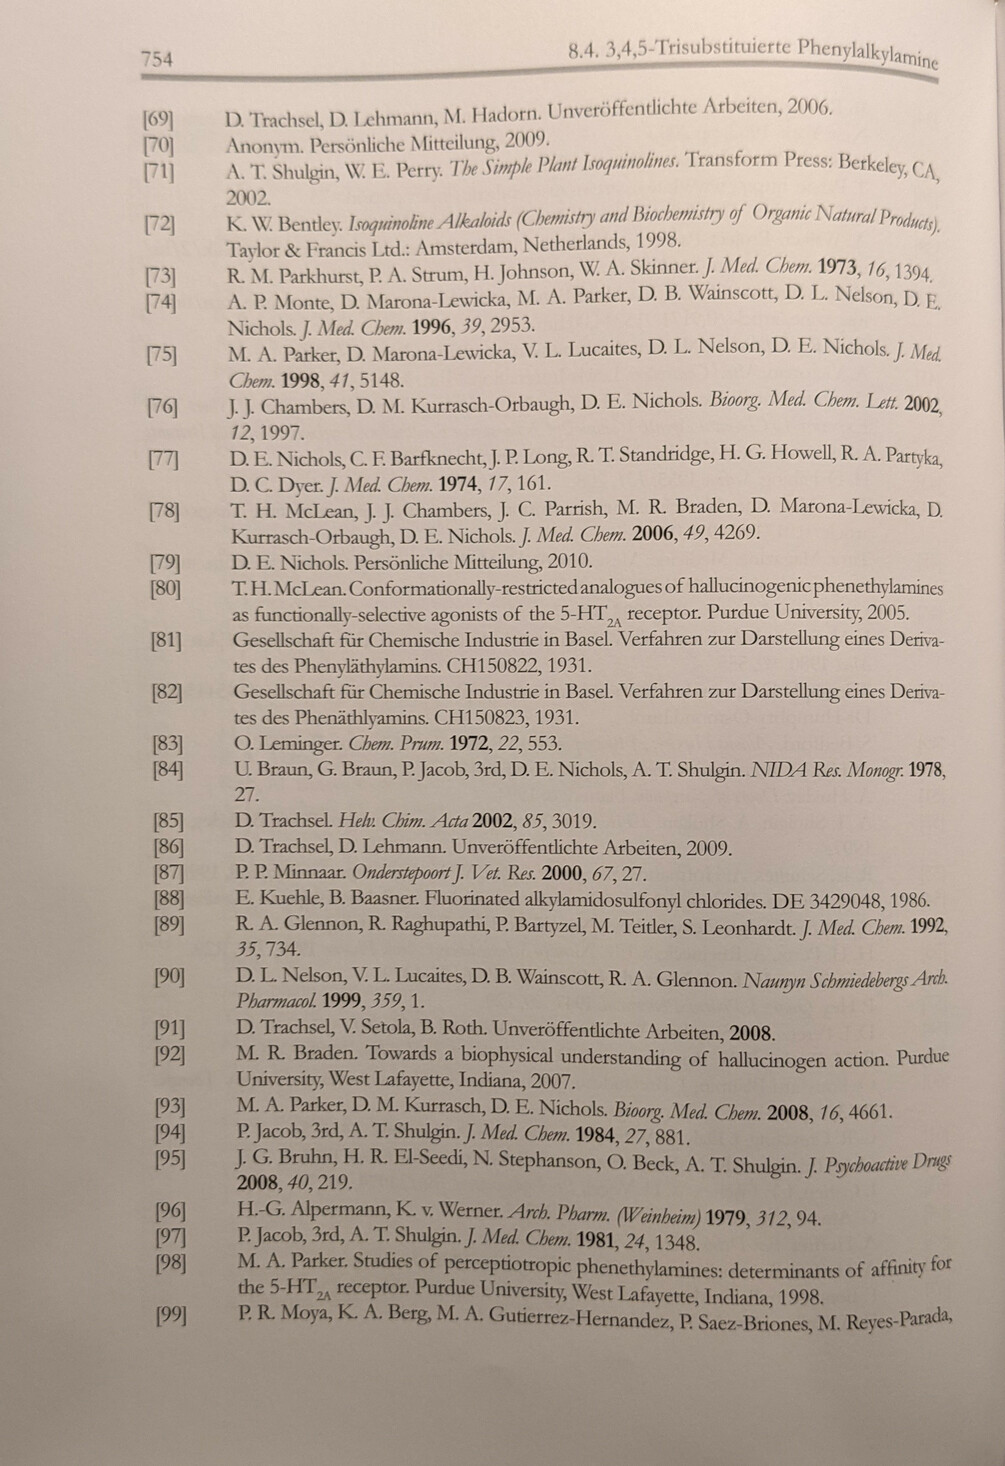 754
8.4. 3,4,5-Trisubstituierte Phenylalkylamine
[69] D. Trachsel, D. Lehmann, M. Hadorn. Unveröffentlichte Arbeiten, 2006.
[70] Anonym. Persönliche Mitteilung, 2009.
[71] A. T. Shulgin, W. E. Perry. The Simple Plant Isoquinolines. Transform Press: Berkeley, CA,
2002.
[72] K. W. Bentley. Isoquinoline Alkaloids (Chemistry and Biochemistry of Organic Natural Products).
Taylor & Francis Ltd.: Amsterdam, Netherlands, 1998.
[73] R. M. Parkhurst, P. A. Strum, H. Johnson, W. A. Skinner. J. Med. Chem. 1973, 16, 1394.
[74] A. P. Monte, D. Marona-Lewicka, M. A. Parker, D. B. Wainscott, D. L. Nelson, D. E.
Nichols. J. Med. Chem. 1996, 39, 2953.
[75] M. A. Parker, D. Marona-Lewicka, V. L. Lucaites, D. L. Nelson, D. E. Nichols. J. Med.
Chem. 1998, 41, 5148.
[76] J. J. Chambers, D. M. Kurrasch-Orbaugh, D. E. Nichols. Bioorg. Med. Chem. Lett. 2002,
12, 1997.
[77] D. E. Nichols, C. F. Barfknecht, J. P. Long, R. T. Standridge, H. G. Howell, R. A. Partyka,
D. C. Dyer. J. Med. Chem. 1974, 17, 161.
[78] T. H. McLean, J. J. Chambers, J. C. Parrish, M. R. Braden, D. Marona-Lewicka, D.
Kurrasch-Orbaugh, D. E. Nichols. J. Med. Chem. 2006, 49, 4269.
[79] D. E. Nichols. Persönliche Mitteilung, 2010.
[80] T. H. McLean. Conformationally-restricted analogues of hallucinogenic phenethylamines
as functionally-selective agonists of the 5-HT2A receptor. Purdue University, 2005.
[81] Gesellschaft für Chemische Industrie in Basel. Verfahren zur Darstellung eines Deriva-
tes des Phenyläthylamins. CH150822, 1931.
[82] Gesellschaft für Chemische Industrie in Basel. Verfahren zur Darstellung eines Deriva-
tes des Phenäthlyamins. CH150823, 1931.
[83] O. Leminger. Chem. Prum. 1972, 22, 553.
[84] U. Braun, G. Braun, P. Jacob, 3rd, D. E. Nichols, A. T. Shulgin. NIDA Res. Monogr. 1978,
27.
[85] D. Trachsel. Helv. Chim. Acta 2002, 85, 3019.
[86] D. Trachsel, D. Lehmann. Unveröffentlichte Arbeiten, 2009.
[87] P. P. Minnaar. Onderstepoort J. Vet. Res. 2000, 67, 27.
[88] E. Kuehle, B. Baasner. Fluorinated alkylamidosulfonyl chlorides. DE 3429048, 1986.
[89] R. A. Glennon, R. Raghupathi, P. Bartyzel, M. Teitler, S. Leonhardt. J. Med. Chem. 1992,
35, 734.
[90] D. L. Nelson, V. L. Lucaites, D. B. Wainscott, R. A. Glennon. Naunyn Schmiedebergs Arch.
Pharmacol. 1999, 359, 1.
[91] D. Trachsel, V. Setola, B. Roth. Unveröffentlichte Arbeiten, 2008.
[92] M. R. Braden. Towards a biophysical understanding of hallucinogen action. Purdue
University, West Lafayette, Indiana, 2007.
[93] M. A. Parker, D. M. Kurrasch, D. E. Nichols. Bioorg. Med. Chem. 2008, 16, 4661.
[94] P. Jacob, 3rd, A. T. Shulgin. J. Med. Chem. 1984, 27, 881.
[95] J. G. Bruhn, H. R. El-Seedi, N. Stephanson, O. Beck, A. T. Shulgin. J. Psychoactive Drugs
2008, 40, 219.
[96] H.-G. Alpermann, K. v. Werner. Arch. Pharm. (Weinheim) 1979, 312, 94.
[97] P. Jacob, 3rd, A. T. Shulgin. J. Med. Chem. 1981, 24, 1348.
[98] M. A. Parker. Studies of perceptiotropic phenethylamines: determinants of affinity for
the 5-HT2A receptor. Purdue University, West Lafayette, Indiana, 1998.
[99] P. R. Moya, K. A. Berg, M. A. Gutierrez-Hernandez, P. Saez-Briones, M. Reyes-Parada,